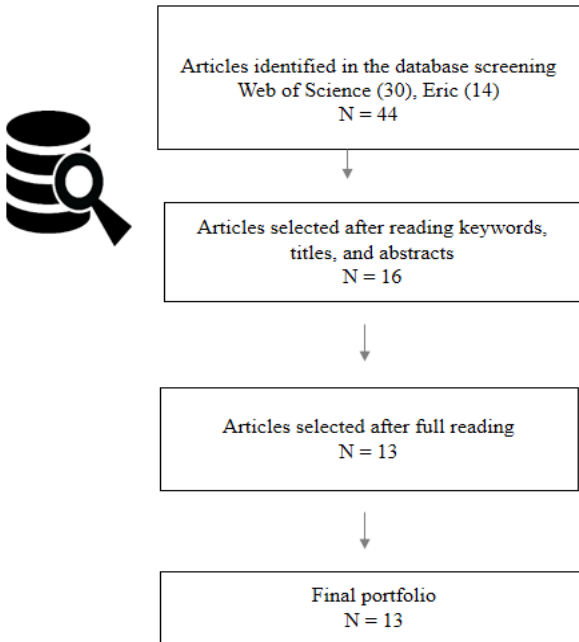 Articles identified in the database screening
Web of Science (30), Eric (14)
N = 44
Articles selected after reading keywords,
titles, and abstracts
N = 16
Articles selected after full reading
N = 13
Final portfolio
N = 13